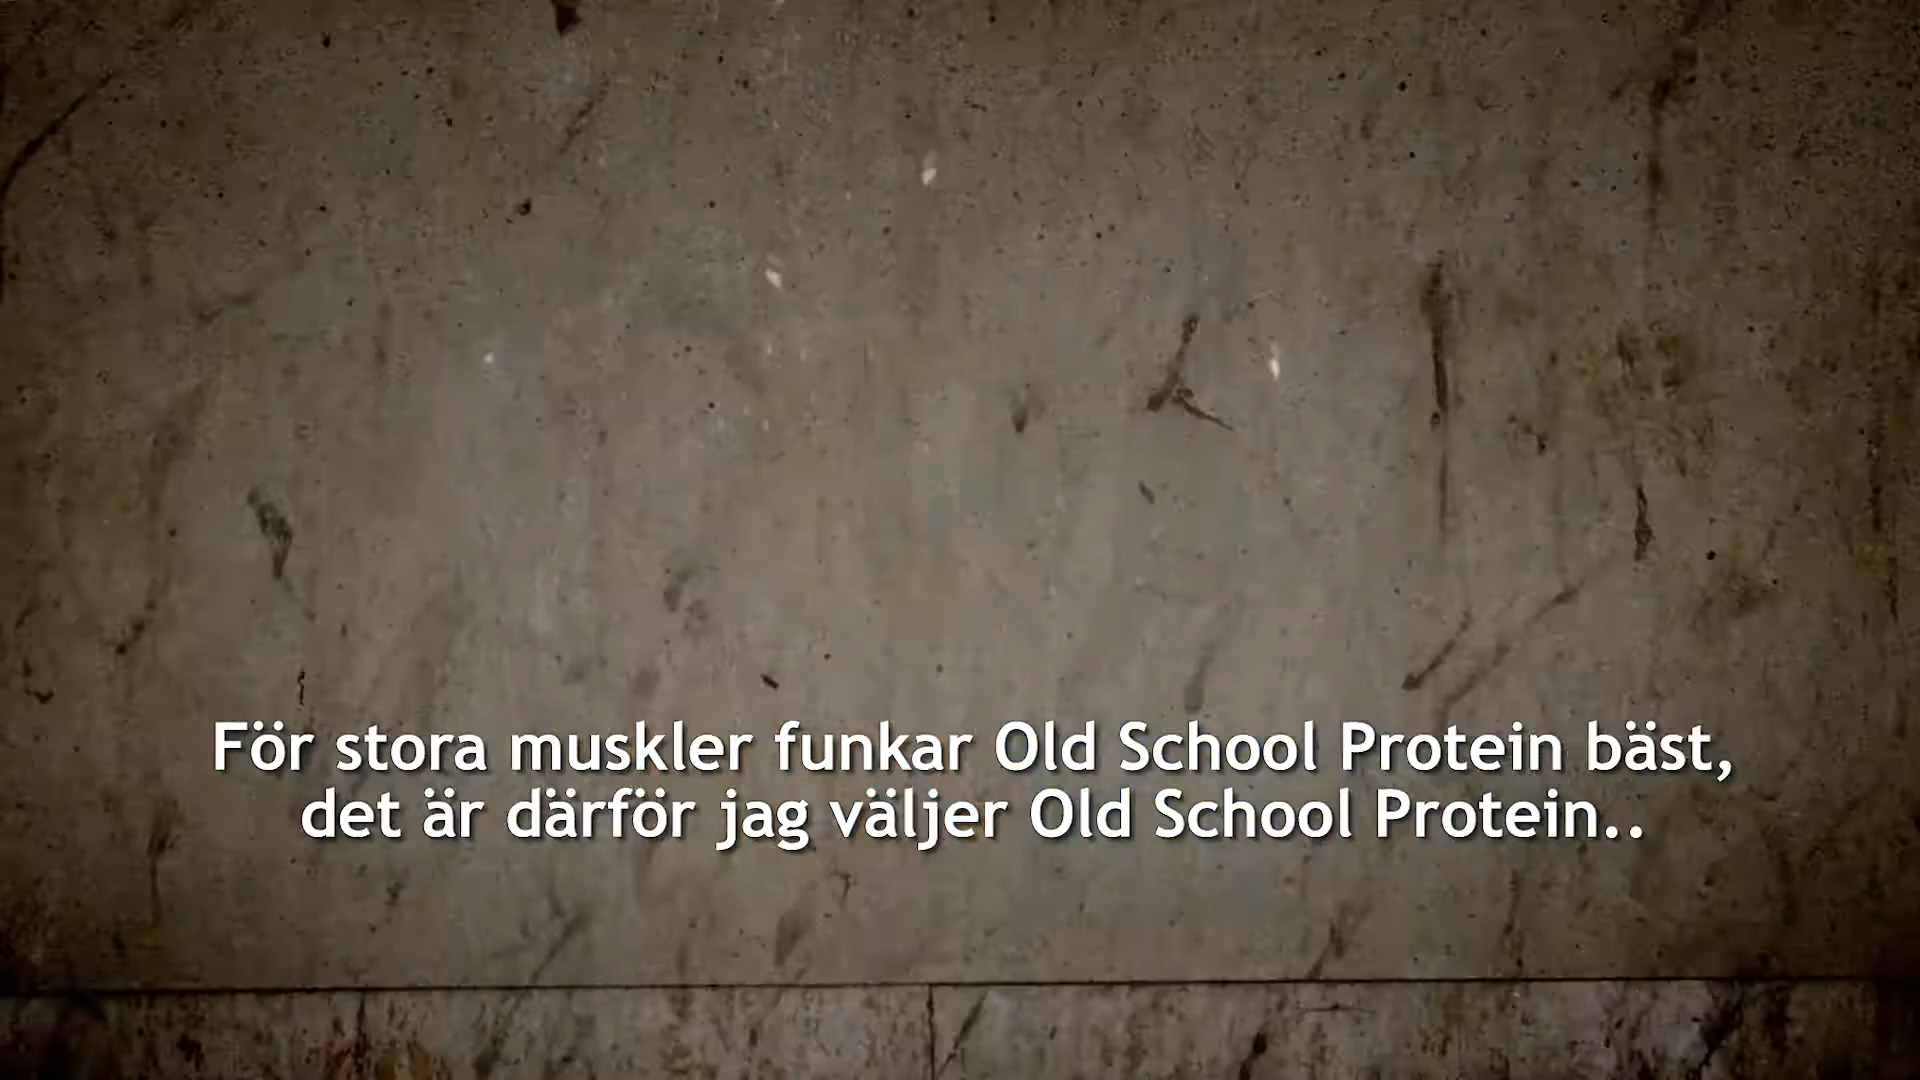 För stora muskler funkar Old School Protein bäst,
det är därför jag väljer Old School Protein..